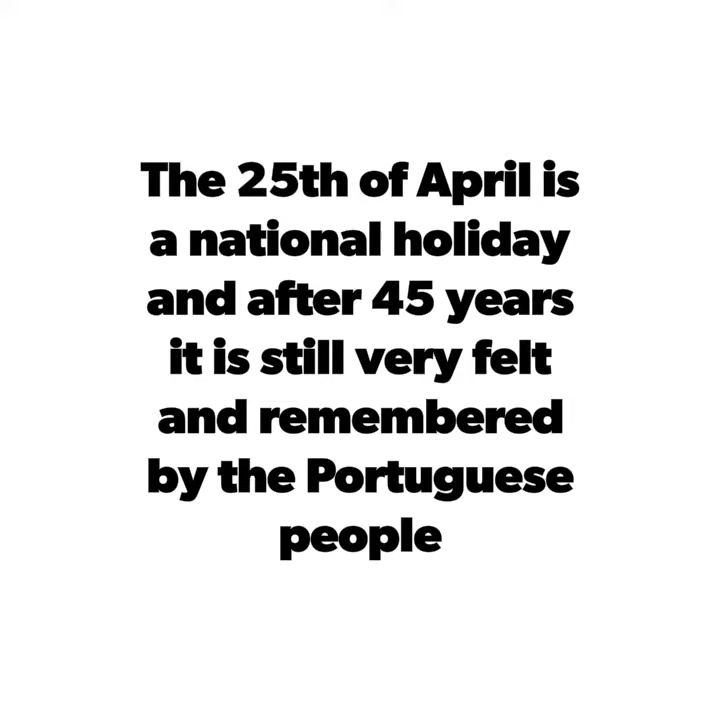 The 25th of April is
a national holiday
and after 45 years
it is still very felt
and remembered
by the Portuguese
people